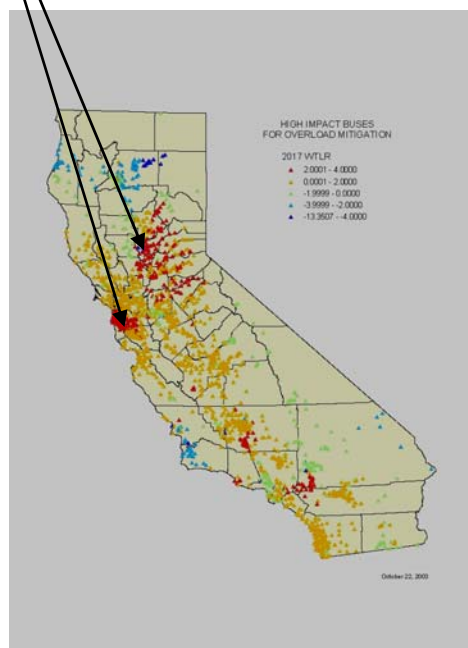 HIGH IMPACT BUSES
FOR OVERLOAD MITIGATION
2017 WTLR
2.0001 - 4.0000
0.0001 - 2.0000
-1.9999 - 0.0000
-3.9999 - -2.0000
-13.3507 - -4.0000
October 22, 2003